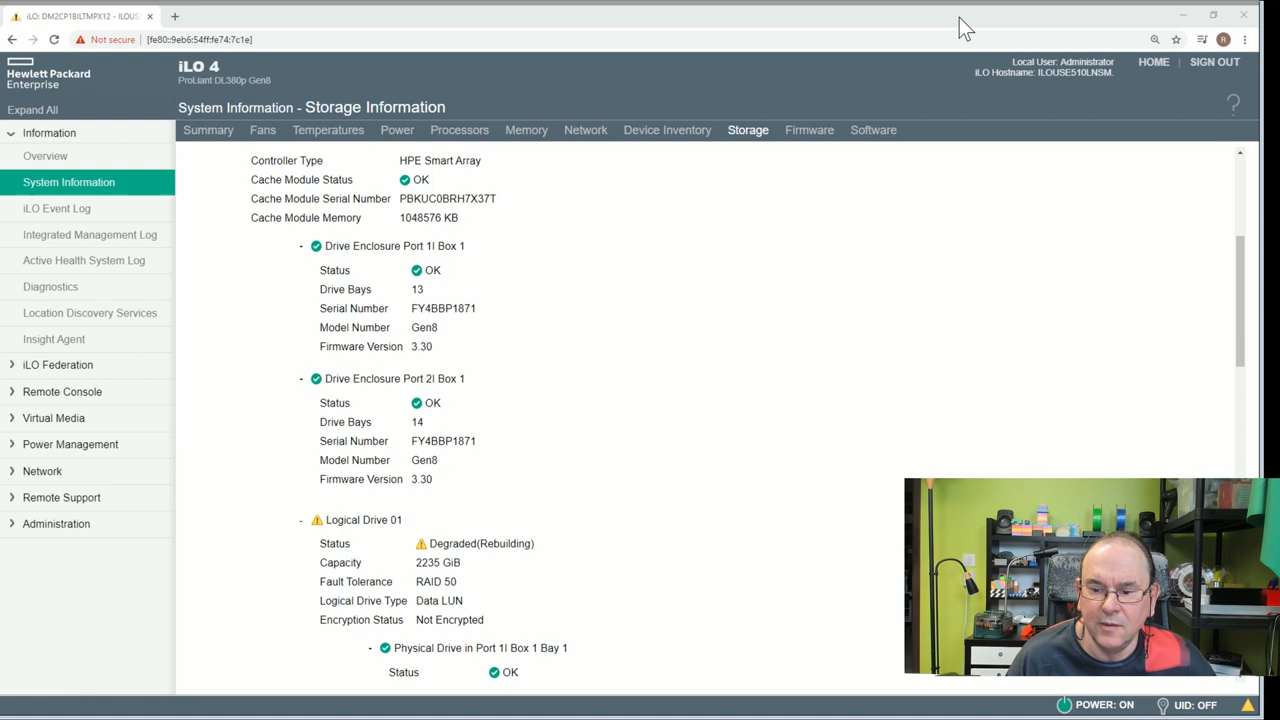 iLO: DM2CP1BILTMPX12 - ILOUS
Not secure | [fe80::9eb6:54ff:fe74:7c1e]
R
Hewlett Packard
Enterprise
iLO 4
ProLiant DL380p Gen8
Local User: Administrator
iLO Hostname: ILOUSE510LNSM.
HOME | SIGN OUT
Expand All
System Information - Storage Information
?
Summary Fans Temperatures Power Processors Memory Network Device Inventory Storage Firmware Software
Information
Overview
System Information
iLO Event Log
Integrated Management Log
Active Health System Log
Diagnostics
Location Discovery Services
Insight Agent
iLO Federation
Remote Console
Virtual Media
Power Management
Network
Remote Support
Administration
Controller Type HPE Smart Array
Cache Module Status OK
Cache Module Serial Number PBKUC0BRH7X37T
Cache Module Memory 1048576 KB
- Drive Enclosure Port 1I Box 1
Status OK
Drive Bays 13
Serial Number FY4BBP1871
Model Number Gen8
Firmware Version 3.30
- Drive Enclosure Port 2I Box 1
Status OK
Drive Bays 14
Serial Number FY4BBP1871
Model Number Gen8
Firmware Version 3.30
- Logical Drive 01
Status Degraded(Rebuilding)
Capacity 2235 GiB
Fault Tolerance RAID 50
Logical Drive Type Data LUN
Encryption Status Not Encrypted
- Physical Drive in Port 1I Box 1 Bay 1
Status OK
POWER: ON UID: OFF